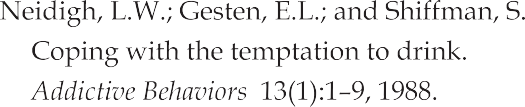 Neidigh, L.W.; Gesten, E.L.; and Shiffman, S.
Coping with the temptation to drink.
Addictive Behaviors 13(1):1–9, 1988.